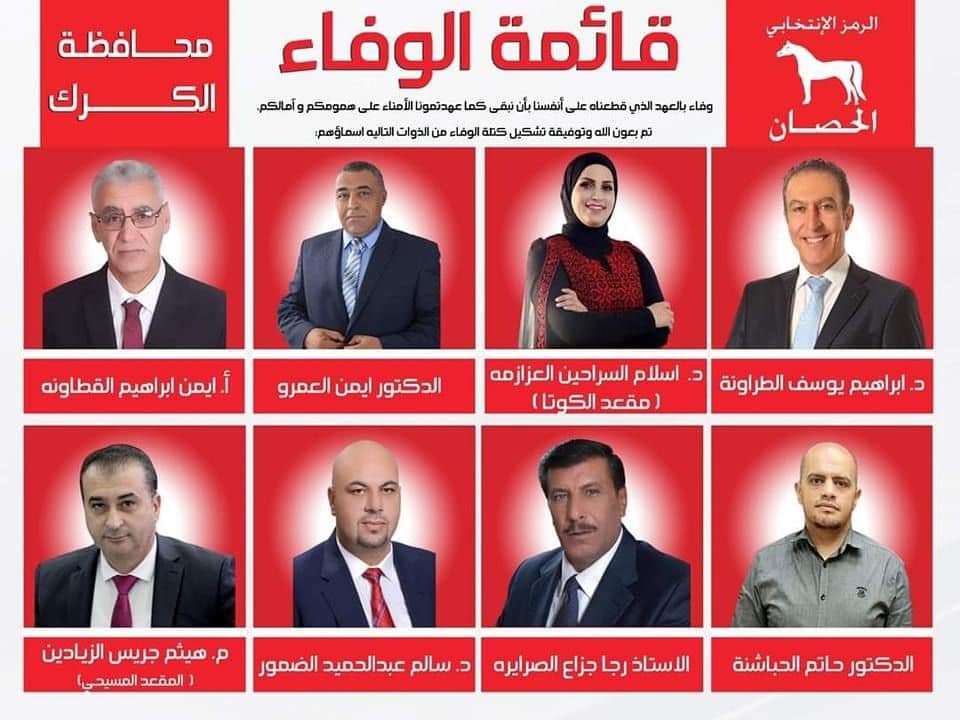 الرمز الإنتخابي
الحصان
قائمة الوفاء
محافظة
الكرك
وفاء بالعهد الذي قطعناه على أنفسنا بأن نبقى كما عهدتمونا الأمناء على همومكم و آمالكم.
تم بعون الله وتوفيقة تشكيل كتلة الوفاء من الذوات التاليه اسماؤهم:
د. ابراهيم يوسف الطراونة
د. اسلام السراحين العزازمه
( مقعد الكوتا )
الدكتور ايمن العمرو
أ. ايمن ابراهيم القطاونه
الدكتور حاتم الحباشنة
الاستاذ رجا جزاع الصرايره
د. سالم عبدالحميد الضمور
م. هيثم جريس الزيادين
( المقعد المسيحي)